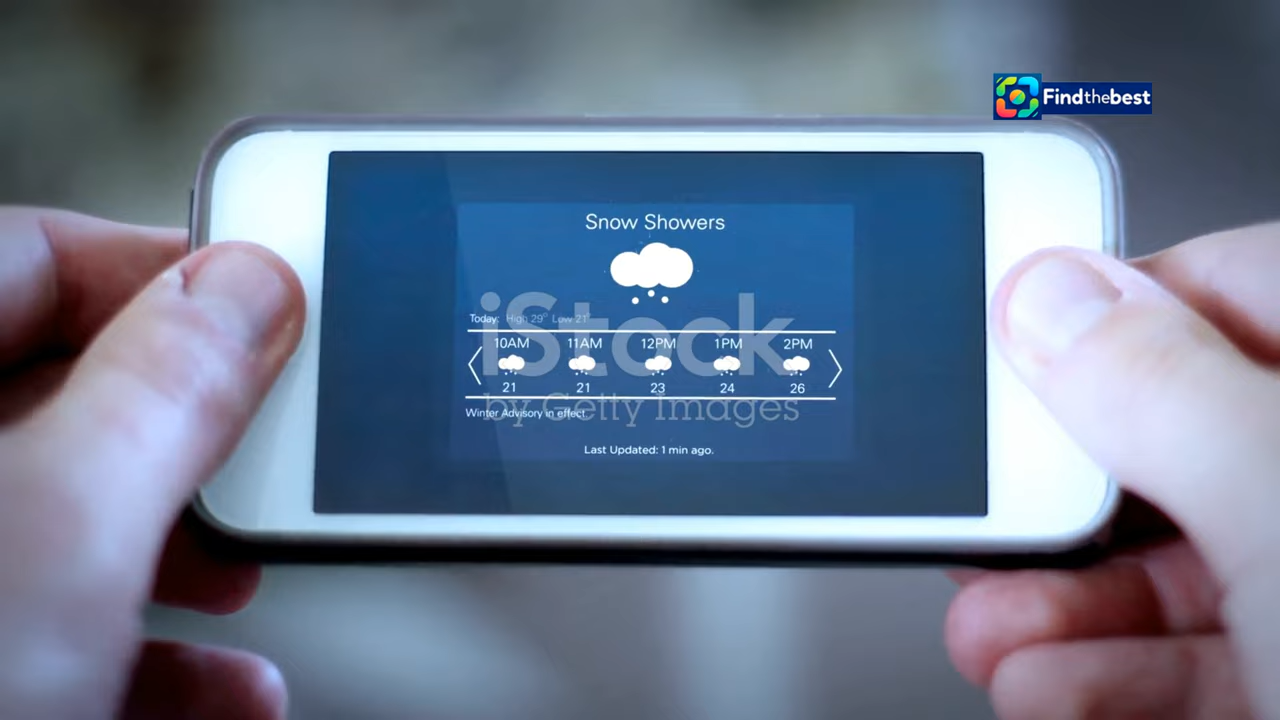 Findthebest
Snow Showers
iStock
Today: High 29° Low 21°
10AM 11AM 12PM 1PM 2PM
21 21 23 24 26
Winter Advisory in effect.
by Getty Images
Last Updated: 1 min ago.